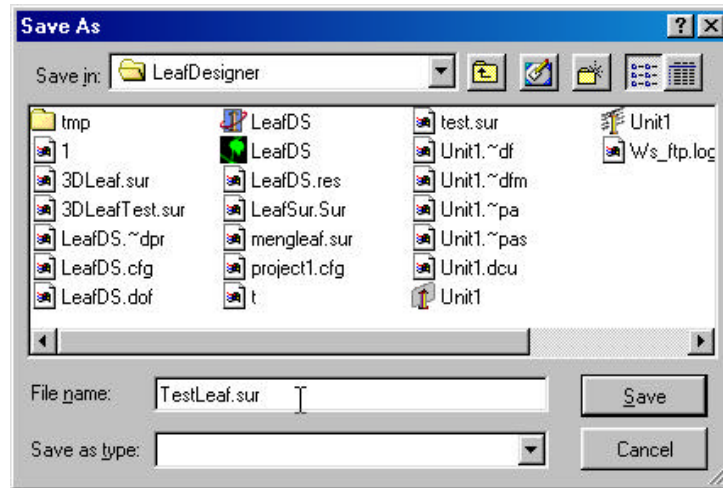 Save As
Save in: LeafDesigner
tmp
1
3DLeaf.sur
3DLeafTest.sur
LeafDS.~dpr
LeafDS.cfg
LeafDS.dof
LeafDS
LeafDS
LeafDS.res
LeafSur.Sur
mengleaf.sur
project1.cfg
t
test.sur
Unit1.~df
Unit1.~dfm
Unit1.~pa
Unit1.~pas
Unit1.dcu
Unit1
Unit1
Ws_ftp.log
File name: TestLeaf.sur Save
Save as type: Cancel